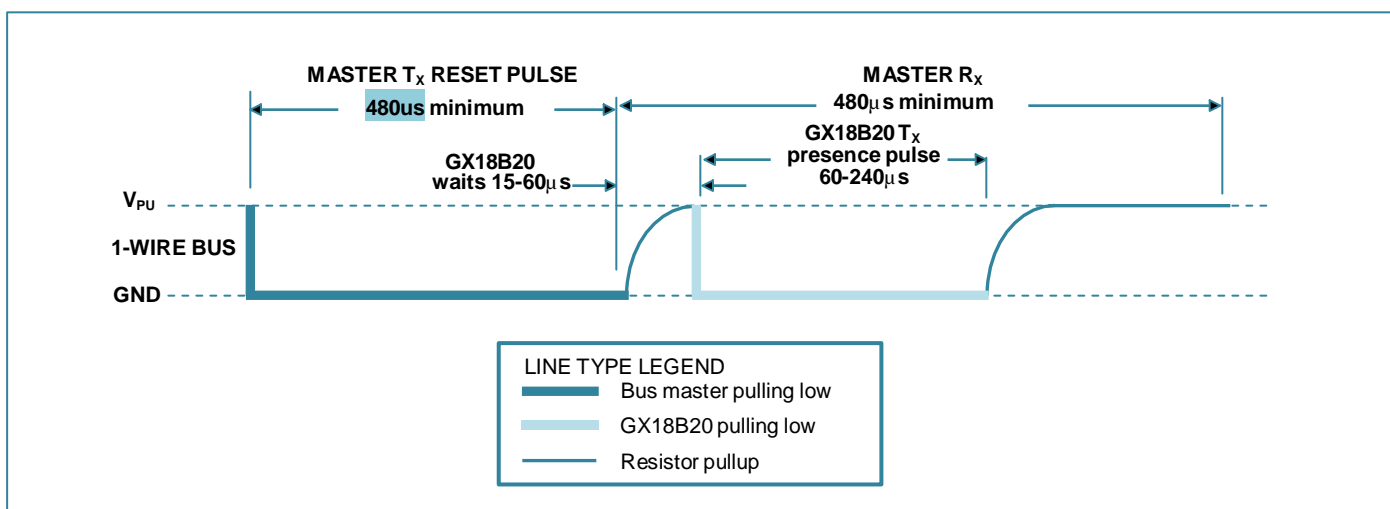 MASTER TX RESET PULSE
480us minimum
MASTER RX
480μs minimum
GX18B20 TX
presence pulse
60-240μs
GX18B20
waits 15-60μs
VPU
1-WIRE BUS
GND
LINE TYPE LEGEND
Bus master pulling low
GX18B20 pulling low
Resistor pullup